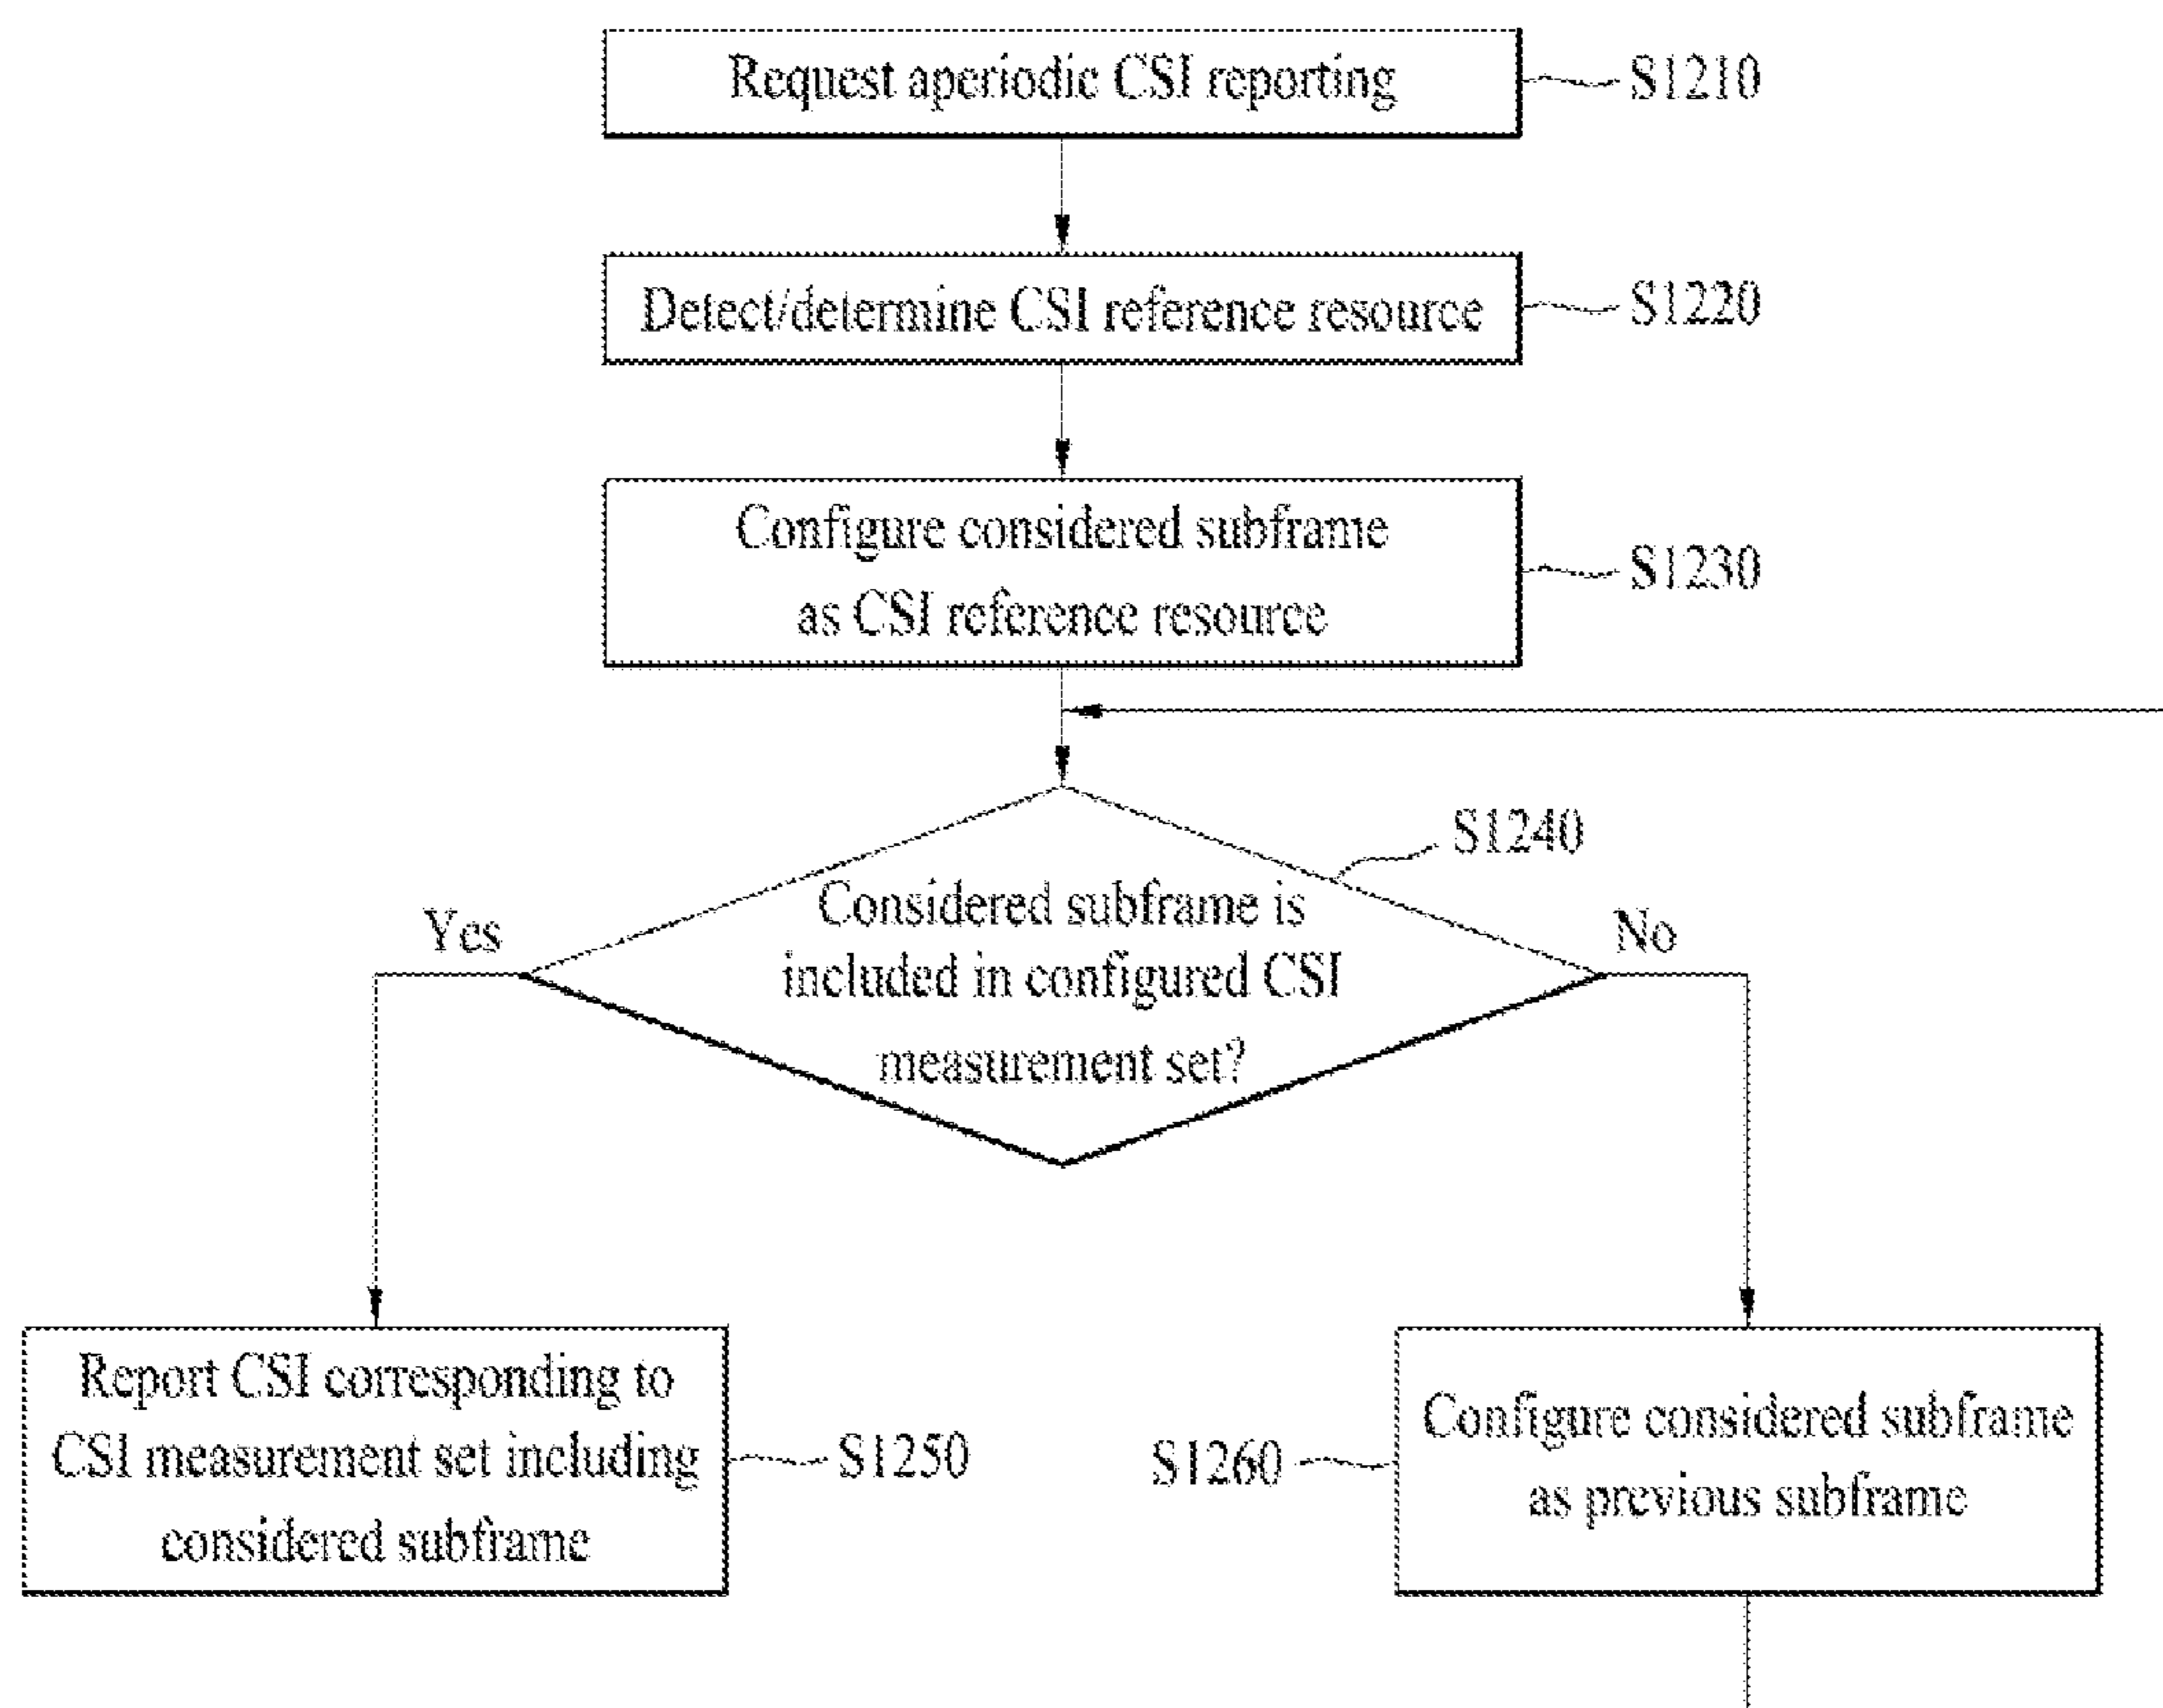 Request aperiodic CSI reporting
S1210
Detect/determine CSI reference resource
S1220
Configure considered subframe
as CSI reference resource
S1230
S1240
Considered subframe is
included in configured CSI
measurement set?
Yes
No
Report CSI corresponding to
CSI measurement set including
considered subframe
S1250
S1260
Configure considered subframe
as previous subframe